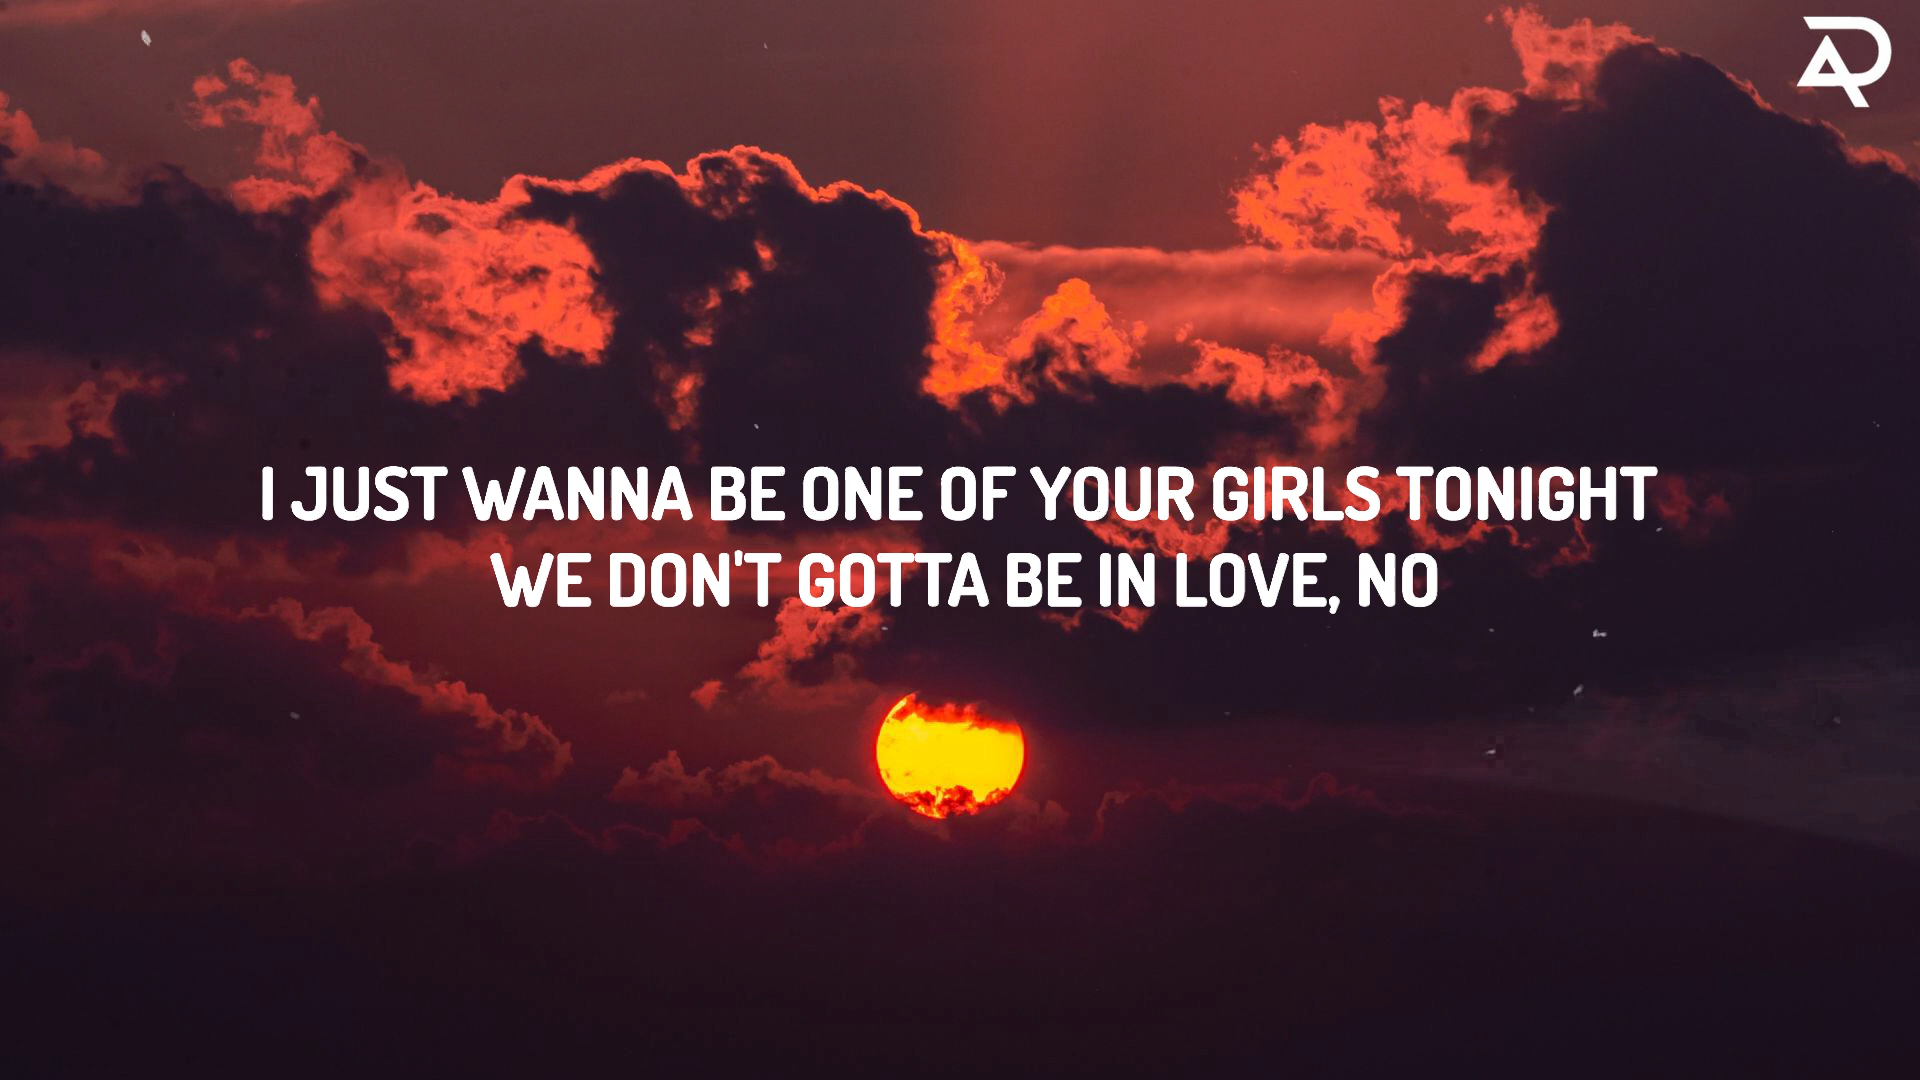 I JUST WANNA BE ONE OF YOUR GIRLS TONIGHT
WE DON'T GOTTA BE IN LOVE, NO